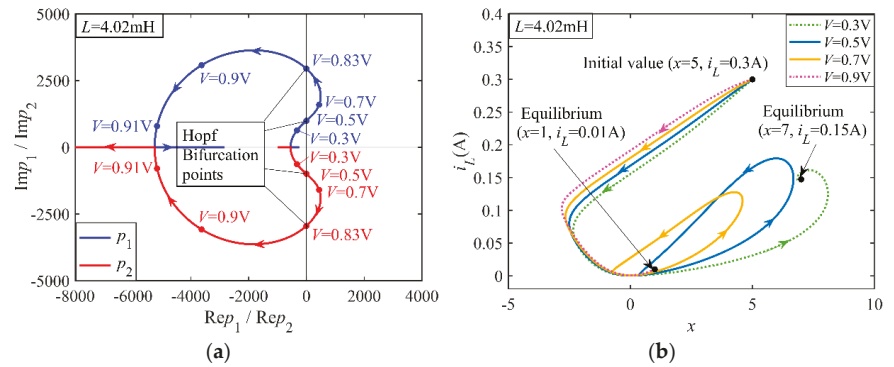 L=4.02mH
5000
2500
0
-2500
-5000
-8000 -6000 -4000 -2000 0 2000 4000
Imp1 / Imp2
Rep1 / Rep2
V=0.83V
V=0.9V
V=0.7V
V=0.91V
V=0.5V
V=0.3V
Hopf
Bifurcation
points
V=0.91V
V=0.3V
V=0.5V
V=0.7V
V=0.9V
V=0.83V
p1
p2
(a)
L=4.02mH
V=0.3V
V=0.5V
V=0.7V
V=0.9V
Initial value (x=5, iL=0.3A)
Equilibrium
(x=1, iL=0.01A)
Equilibrium
(x=7, iL=0.15A)
0.4
0.35
0.3
0.25
0.2
0.15
0.1
0.05
0
-5 0 5 10
iL(A)
x
(b)